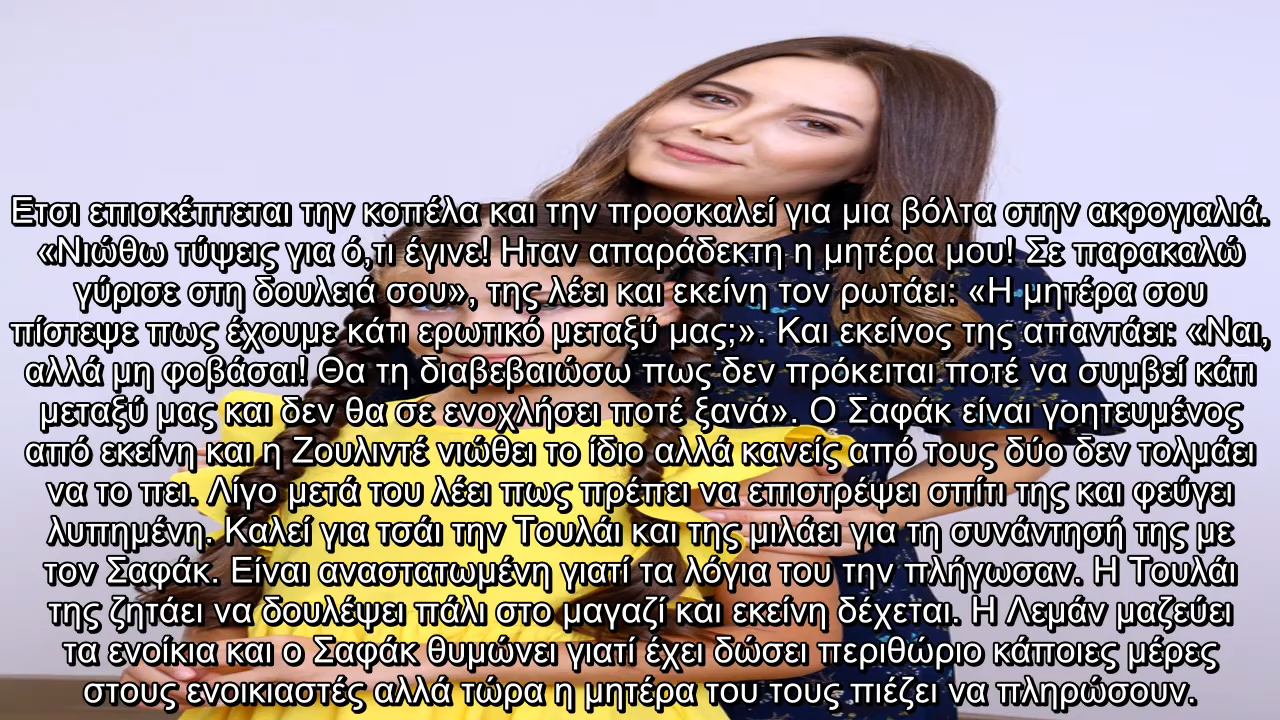 Ετσι επισκέπτεται την κοπέλα και την προσκαλεί για μια βόλτα στην ακρογιαλιά.
«Νιώθω τύψεις για ό,τι έγινε! Ηταν απαράδεκτη η μητέρα μου! Σε παρακαλώ
γύρισε στη δουλειά σου», της λέει και εκείνη τον ρωτάει: «Η μητέρα σου
πίστεψε πως έχουμε κάτι ερωτικό μεταξύ μας;». Και εκείνος της απαντάει: «Ναι,
αλλά μη φοβάσαι! Θα τη διαβεβαιώσω πως δεν πρόκειται ποτέ να συμβεί κάτι
μεταξύ μας και δεν θα σε ενοχλήσει ποτέ ξανά». Ο Σαφάκ είναι γοητευμένος
από εκείνη και η Ζουλιντέ νιώθει το ίδιο αλλά κανείς από τους δύο δεν τολμάει
να το πει. Λίγο μετά του λέει πως πρέπει να επιστρέψει σπίτι της και φεύγει
λυπημένη. Καλεί για τσάι την Τουλάι και της μιλάει για τη συνάντησή της με
τον Σαφάκ. Είναι αναστατωμένη γιατί τα λόγια του την πλήγωσαν. Η Τουλάι
της ζητάει να δουλέψει πάλι στο μαγαζί και εκείνη δέχεται. Η Λεμάν μαζεύει
τα ενοίκια και ο Σαφάκ θυμώνει γιατί έχει δώσει περιθώριο κάποιες μέρες
στους ενοικιαστές αλλά τώρα η μητέρα του τους πιέζει να πληρώσουν.